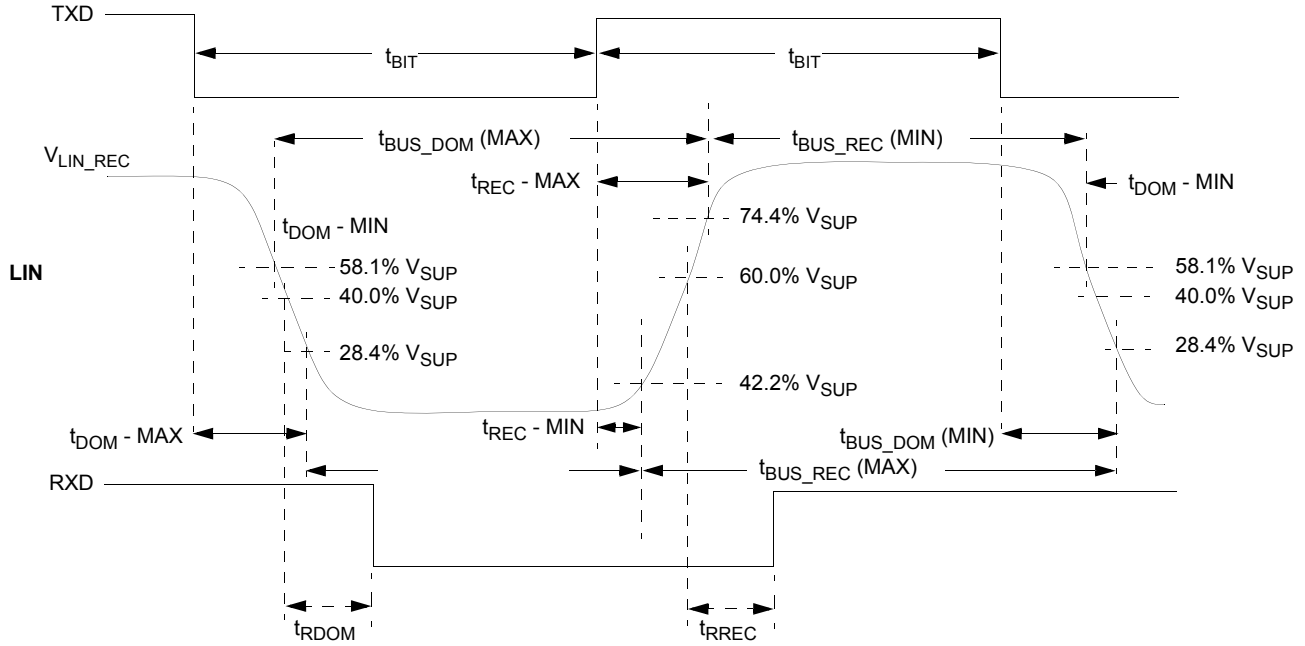 TXD
tBIT
tBIT
tBUS_DOM (MAX)
tBUS_REC (MIN)
VLIN_REC
tREC - MAX
tDOM - MIN
74.4% VSUP
tDOM - MIN
58.1% VSUP
60.0% VSUP
58.1% VSUP
LIN
40.0% VSUP
40.0% VSUP
28.4% VSUP
28.4% VSUP
42.2% VSUP
tDOM - MAX
tREC - MIN
tBUS_DOM (MIN)
tBUS_REC (MAX)
RXD
tRDOM
tRREC